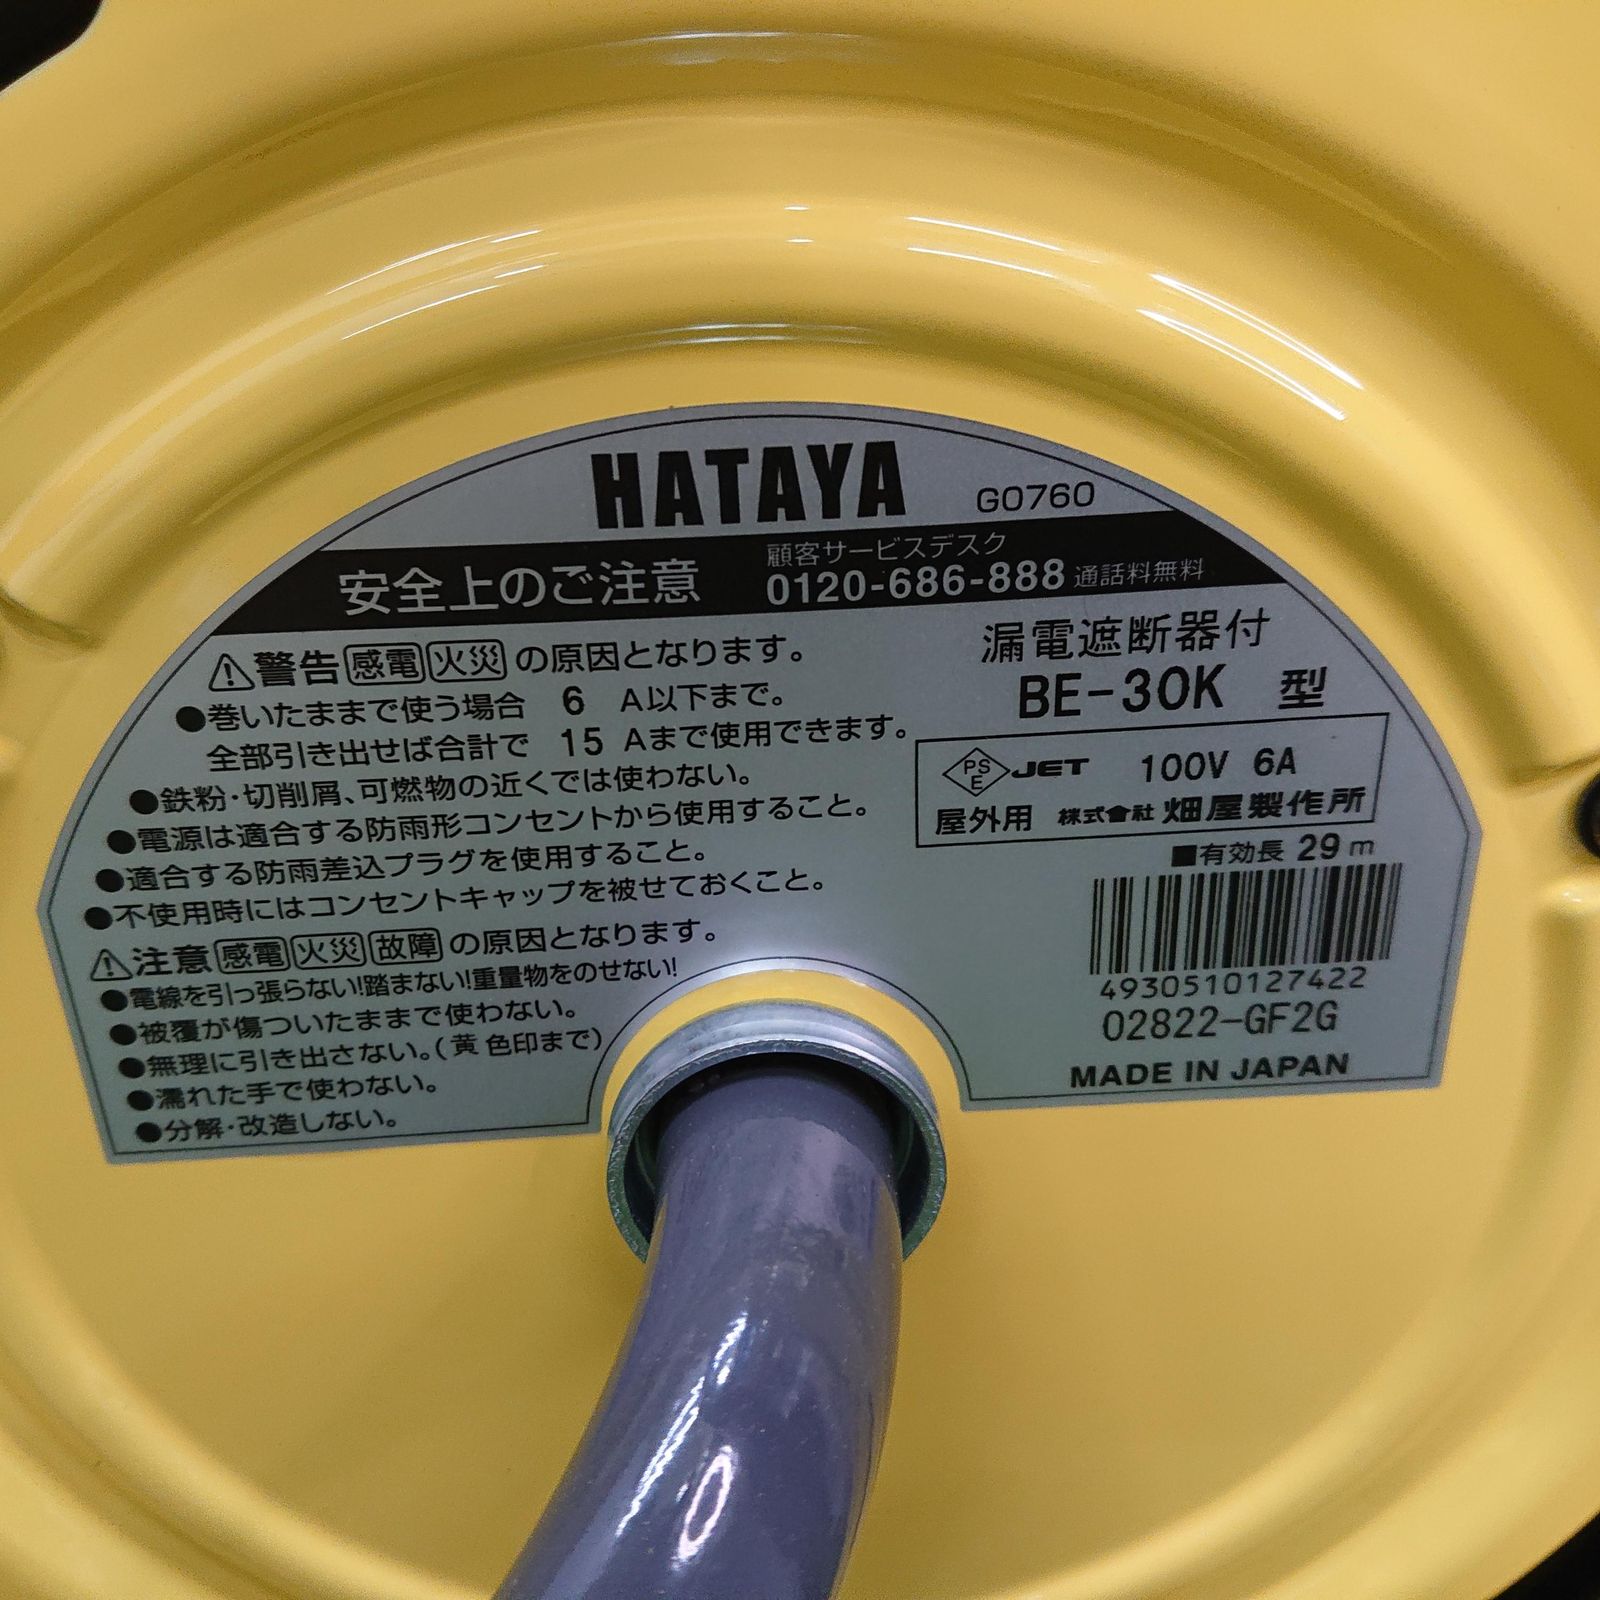 HATAYA G0760
安全上のご注意
顧客サービスデスク
0120-686-888 通話料無料
⚠警告 感電 火災 の原因となります。
●巻いたままで使う場合 6 A以下まで。
全部引き出せば合計で 15 Aまで使用できます。
●鉄粉・切削屑、可燃物の近くでは使わない。
●電源は適合する防雨形コンセントから使用すること。
●適合する防雨差込プラグを使用すること。
●不使用時にはコンセントキャップを被せておくこと。
⚠注意 感電 火災 故障 の原因となります。
●電線を引っ張らない!踏まない!重量物をのせない!
●被覆が傷ついたままで使わない。
●無理に引き出さない。(黄色印まで)
●濡れた手で使わない。
●分解・改造しない。
漏電遮断器付
BE-30K 型
PS E JET 100V 6A
屋外用 株式会社 畑屋製作所
■有効長 29m
4930510127422
02822-GF2G
MADE IN JAPAN